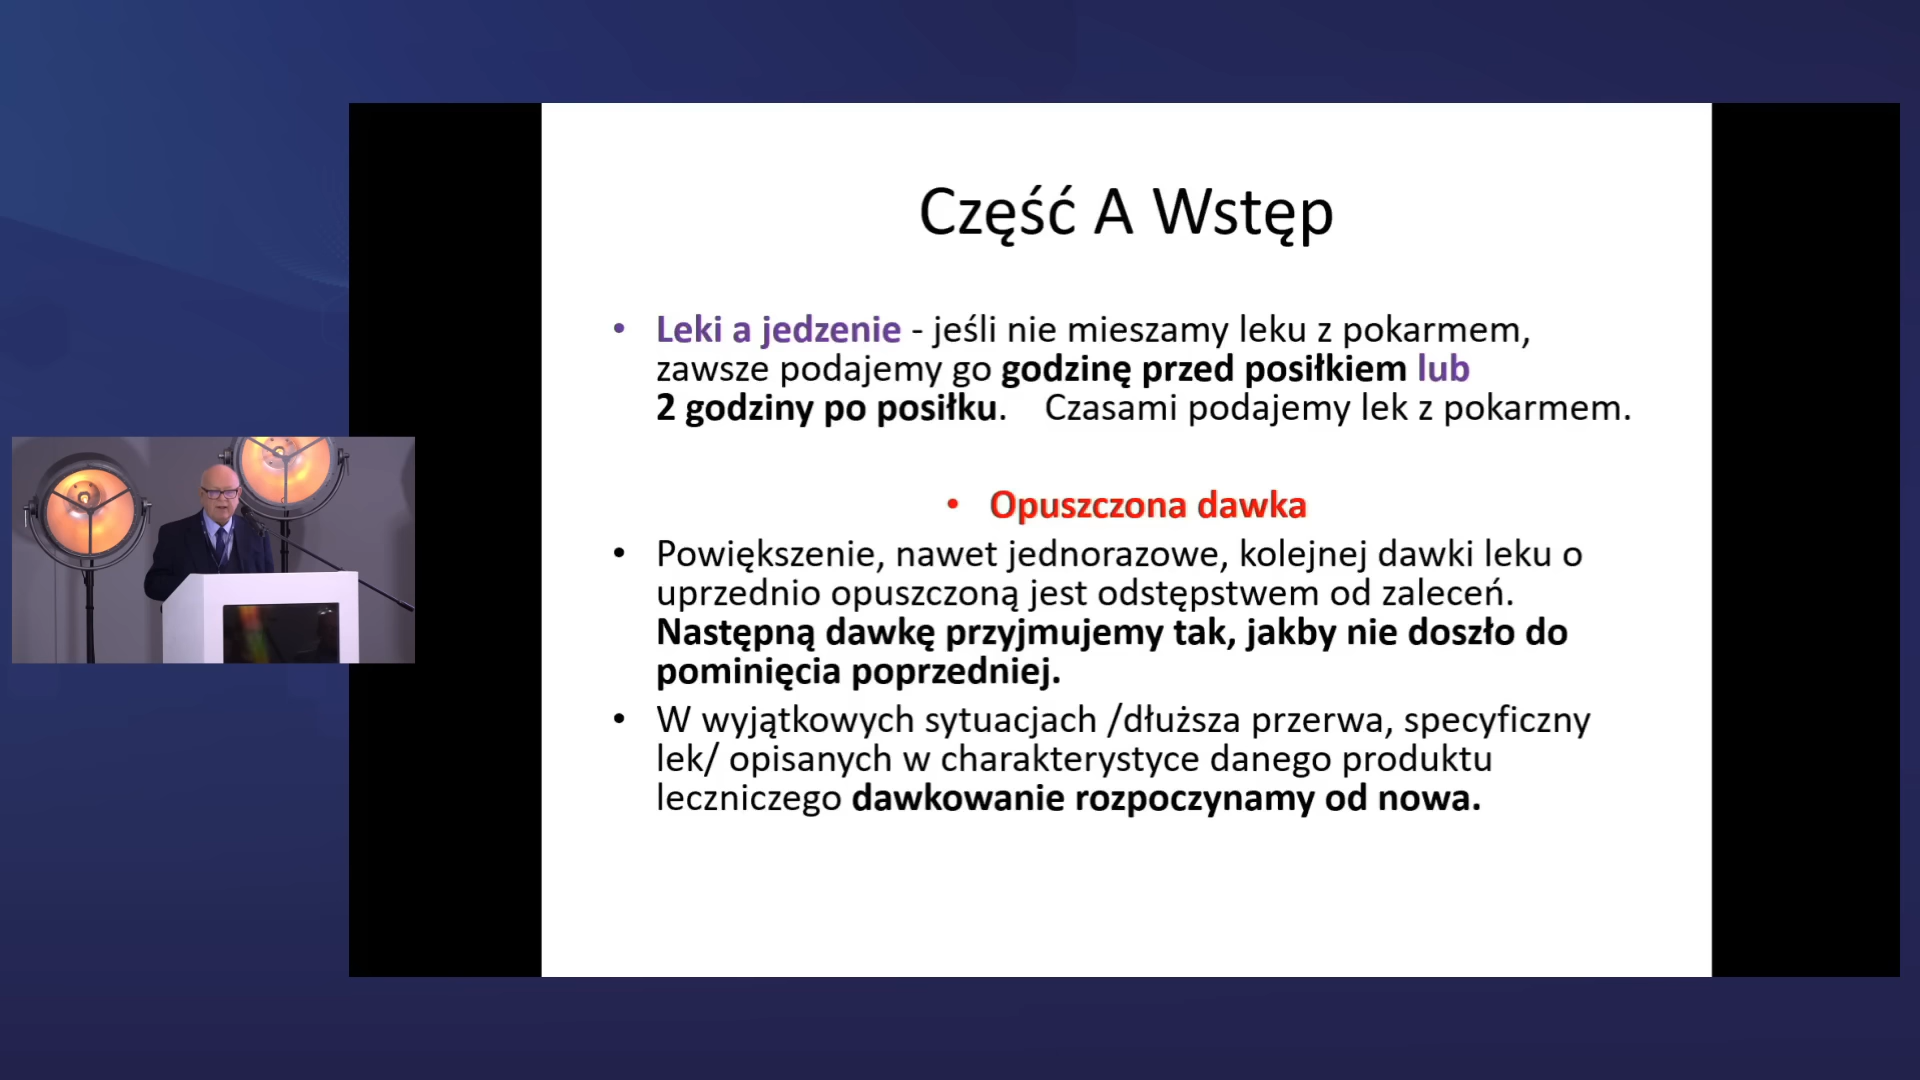 Część A Wstęp
• Leki a jedzenie - jeśli nie mieszamy leku z pokarmem,
zawsze podajemy go godzinę przed posiłkiem lub
2 godziny po posiłku. Czasami podajemy lek z pokarmem.
• Opuszczona dawka
• Powiększenie, nawet jednorazowe, kolejnej dawki leku o
uprzednio opuszczoną jest odstępstwem od zaleceń.
Następną dawkę przyjmujemy tak, jakby nie doszło do
pominięcia poprzedniej.
• W wyjątkowych sytuacjach /dłuższa przerwa, specyficzny
lek/ opisanych w charakterystyce danego produktu
leczniczego dawkowanie rozpoczynamy od nowa.